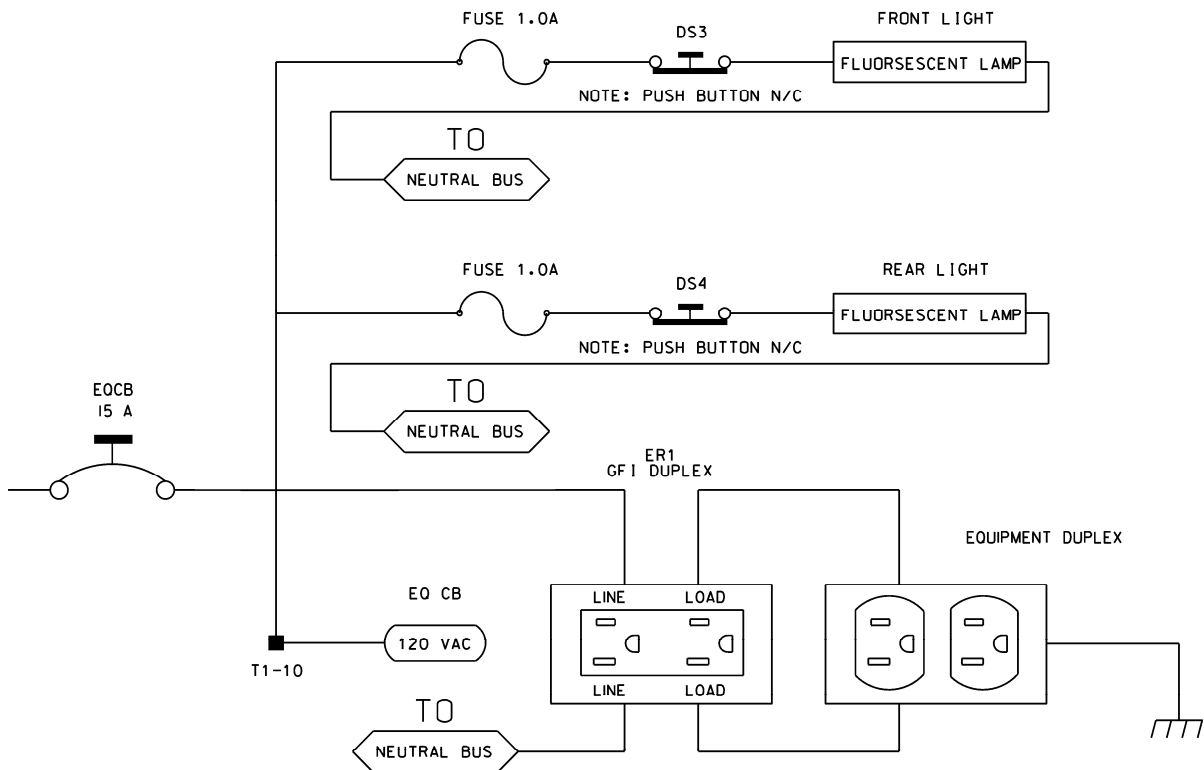 FUSE 1.0A
DS3
FRONT LIGHT
FLUORSESCENT LAMP
NOTE: PUSH BUTTON N/C
TO
NEUTRAL BUS
FUSE 1.0A
DS4
REAR LIGHT
FLUORSESCENT LAMP
NOTE: PUSH BUTTON N/C
TO
NEUTRAL BUS
EQCB
15 A
ER1
GFI DUPLEX
EQUIPMENT DUPLEX
LINE LOAD
EQ CB
120 VAC
T1-10
LINE LOAD
TO
NEUTRAL BUS